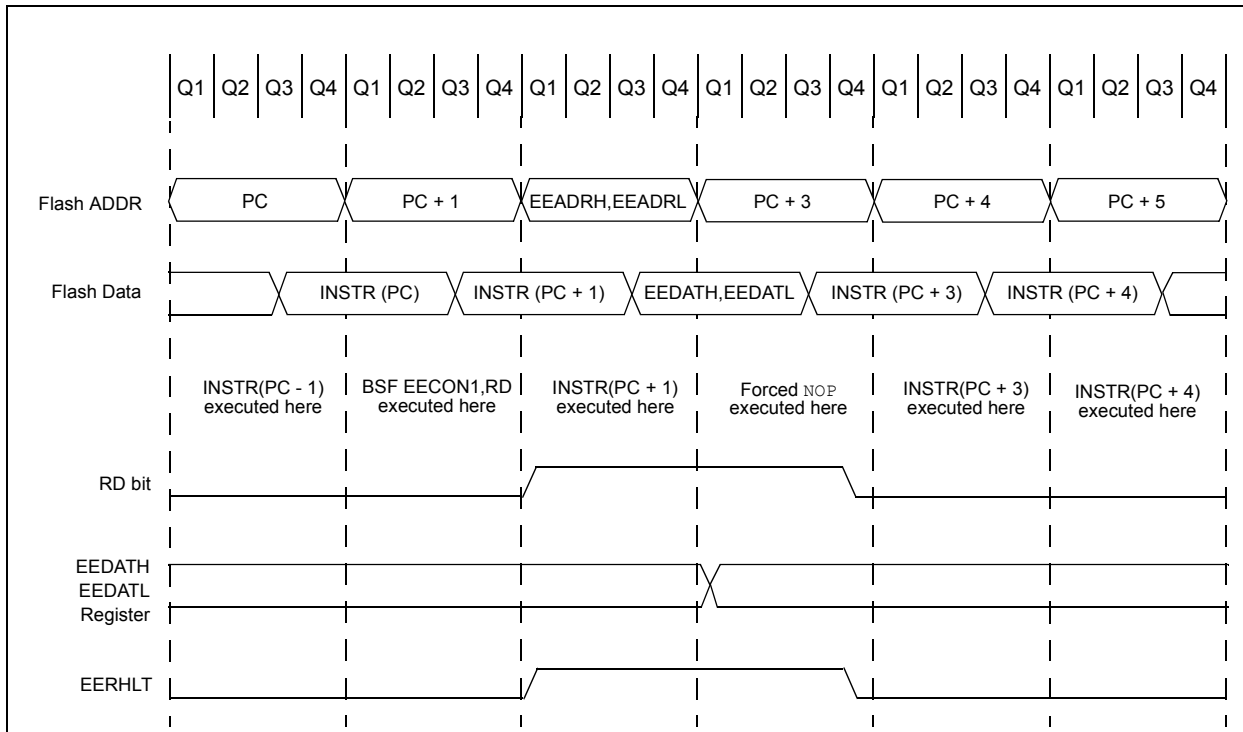 Q1 Q2 Q3 Q4 Q1 Q2 Q3 Q4 Q1 Q2 Q3 Q4 Q1 Q2 Q3 Q4 Q1 Q2 Q3 Q4 Q1 Q2 Q3 Q4
Flash ADDR PC PC + 1 EEADRH,EEADRL PC + 3 PC + 4 PC + 5
Flash Data INSTR (PC) INSTR (PC + 1) EEDATH,EEDATL INSTR (PC + 3) INSTR (PC + 4)
INSTR(PC - 1) BSF EECON1,RD INSTR(PC + 1) Forced NOP INSTR(PC + 3) INSTR(PC + 4)
executed here executed here executed here executed here executed here executed here
RD bit
EEDATH
EEDATL
Register
EERHLT